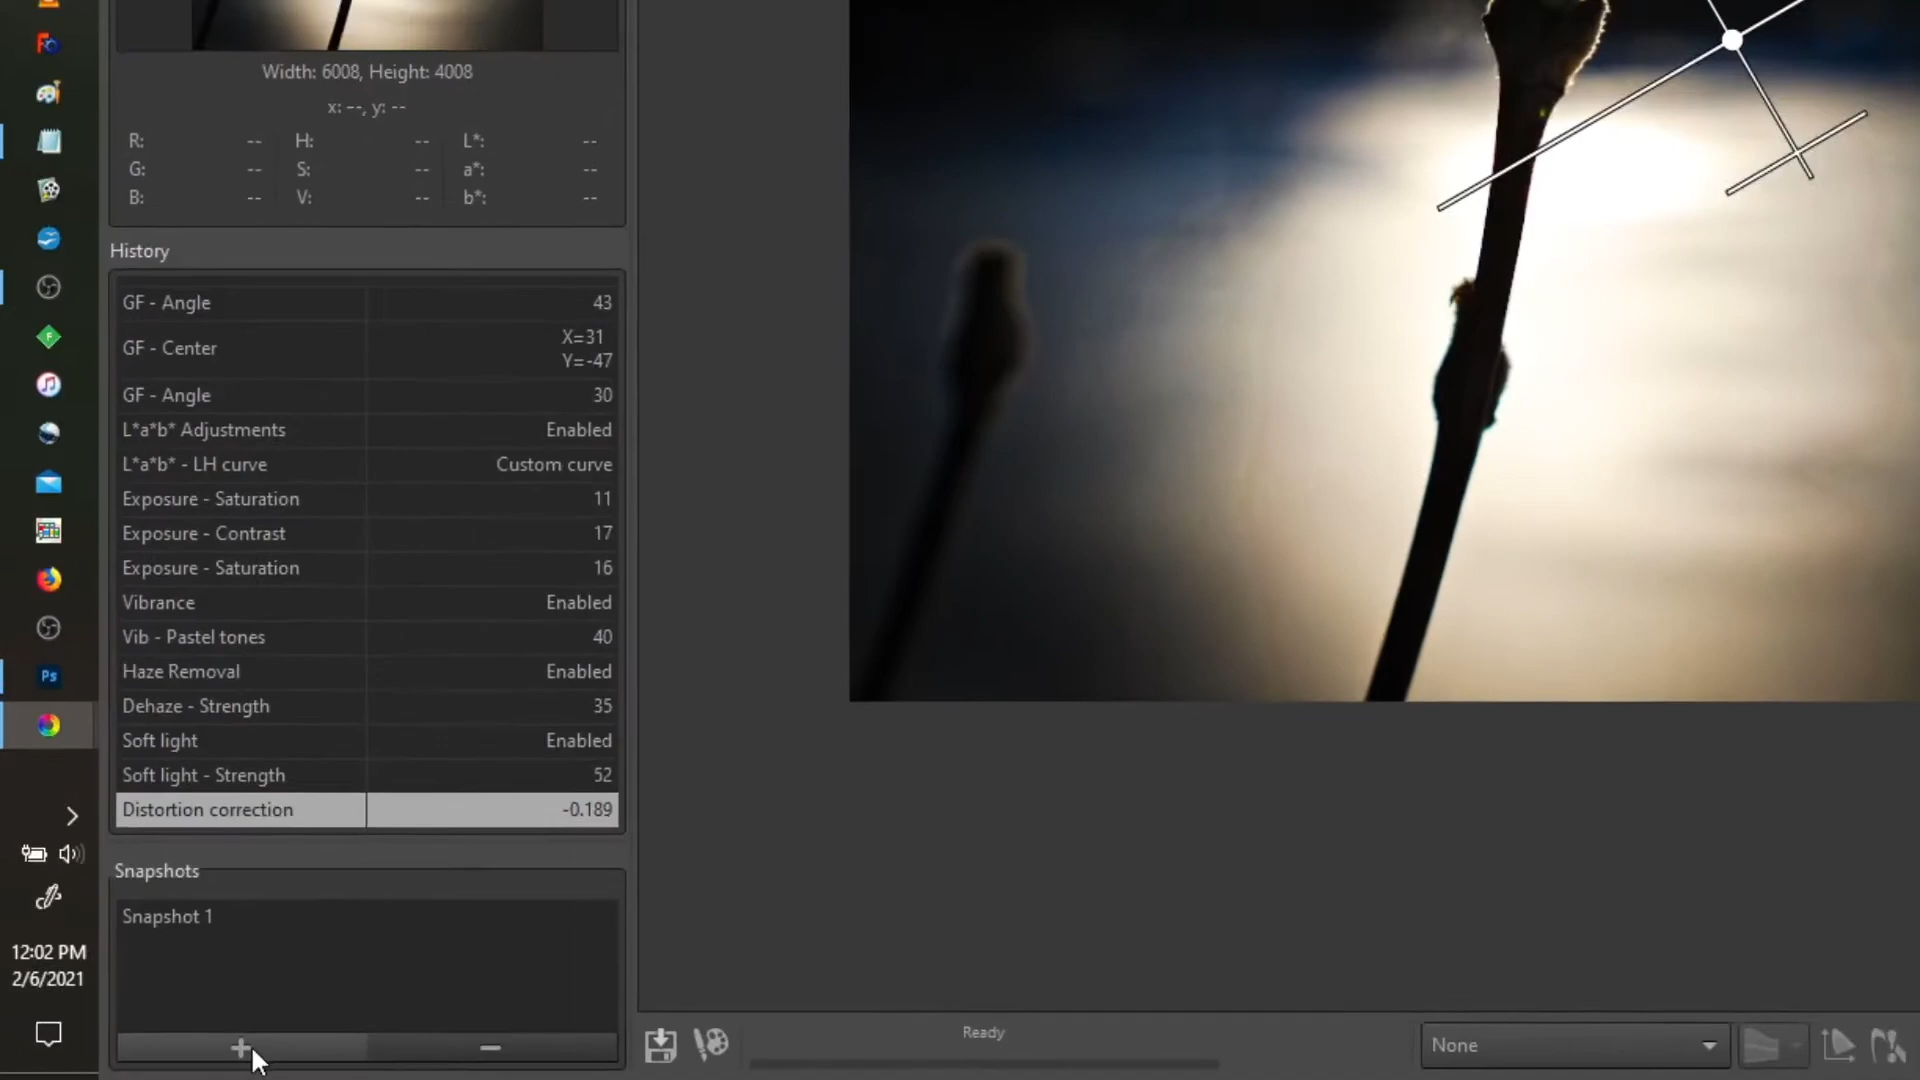 Width: 6008, Height: 4008
x: --, y: --
R: -- H: -- L*: --
G: -- S: -- a*: --
B: -- V: -- b*: --
History
GF - Angle 43
GF - Center X=31 Y=-47
GF - Angle 30
L*a*b* Adjustments Enabled
L*a*b* - LH curve Custom curve
Exposure - Saturation 11
Exposure - Contrast 17
Exposure - Saturation 16
Vibrance Enabled
Vib - Pastel tones 40
Haze Removal Enabled
Dehaze - Strength 35
Soft light Enabled
Soft light - Strength 52
Distortion correction -0.189
Snapshots
Snapshot 1
Ps
12:02 PM
2/6/2021
Ready
None